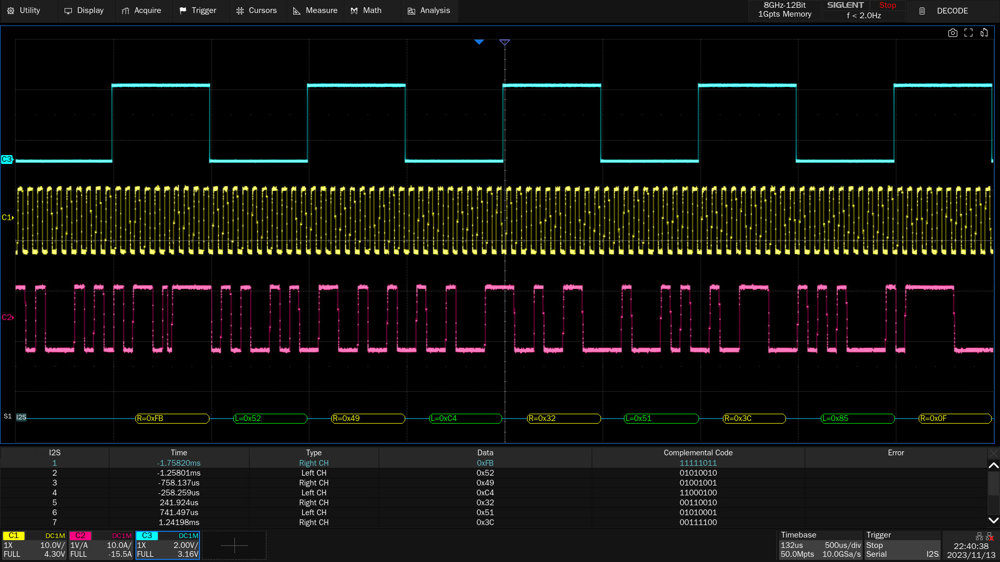 Utility Display Acquire Trigger Cursors Measure Math Analysis 8GHz-12Bit SIGLENT Stop DECODE
1Gpts Memory f < 2.0Hz
C3
C1
C2
S1 I2S R=0xFB L=0x52 R=0x49 L=0xC4 R=0x32 L=0x51 R=0x3C L=0x85 R=0x0F
I2S Time Type Data Complemental Code Error
1 -1.75820ms Right CH 0xFB 11111011
2 -1.25801ms Left CH 0x52 01010010
3 -758.137us Right CH 0x49 01001001
4 -258.259us Left CH 0xC4 11000100
5 241.924us Right CH 0x32 00110010
6 741.497us Left CH 0x51 01010001
7 1.24198ms Right CH 0x3C 00111100
C1 DC1M C2 DC1M C3 DC1M Timebase Trigger
1X 10.0V/ 1V/A 10.0A/ 1X 2.00V/ 132us 500us/div Stop 22:40:38
FULL 4.30V FULL -15.5A FULL 3.16V 50.0Mpts 10.0GSa/s Serial I2S 2023/11/13